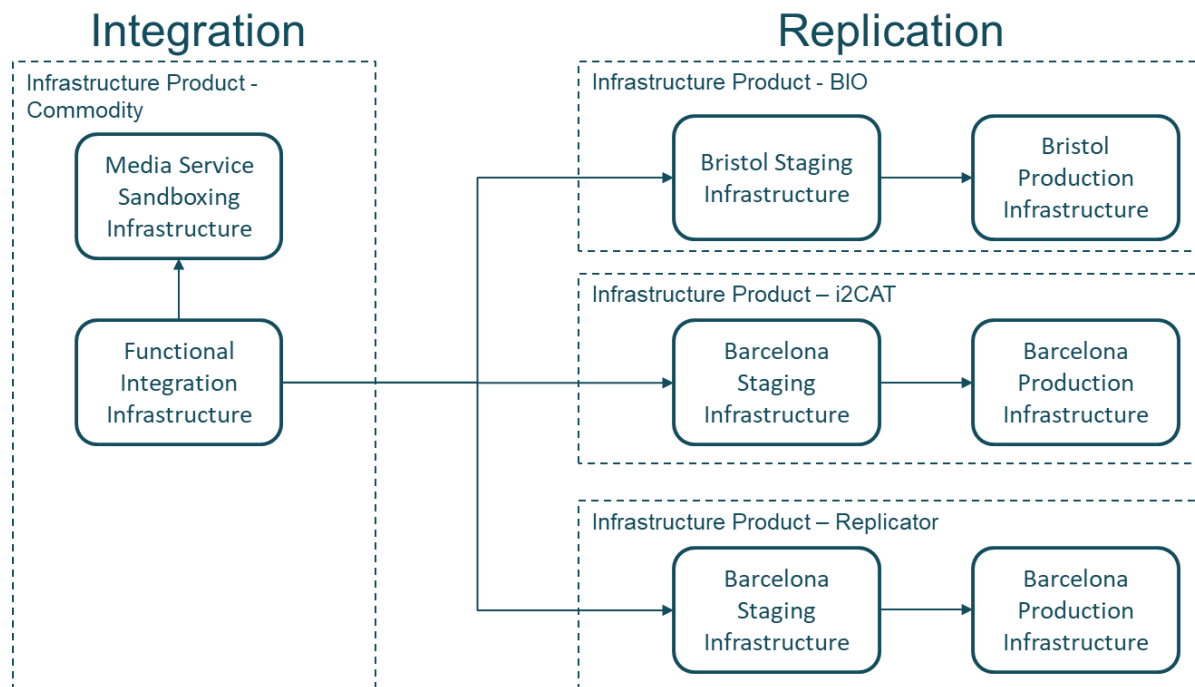 Integration
Infrastructure Product -
Commodity
Media Service
Sandboxing
Infrastructure
Functional
Integration
Infrastructure
Replication
Infrastructure Product - BIO
Bristol Staging
Infrastructure
Bristol
Production
Infrastructure
Infrastructure Product – i2CAT
Barcelona
Staging
Infrastructure
Barcelona
Production
Infrastructure
Infrastructure Product – Replicator
Barcelona
Staging
Infrastructure
Barcelona
Production
Infrastructure